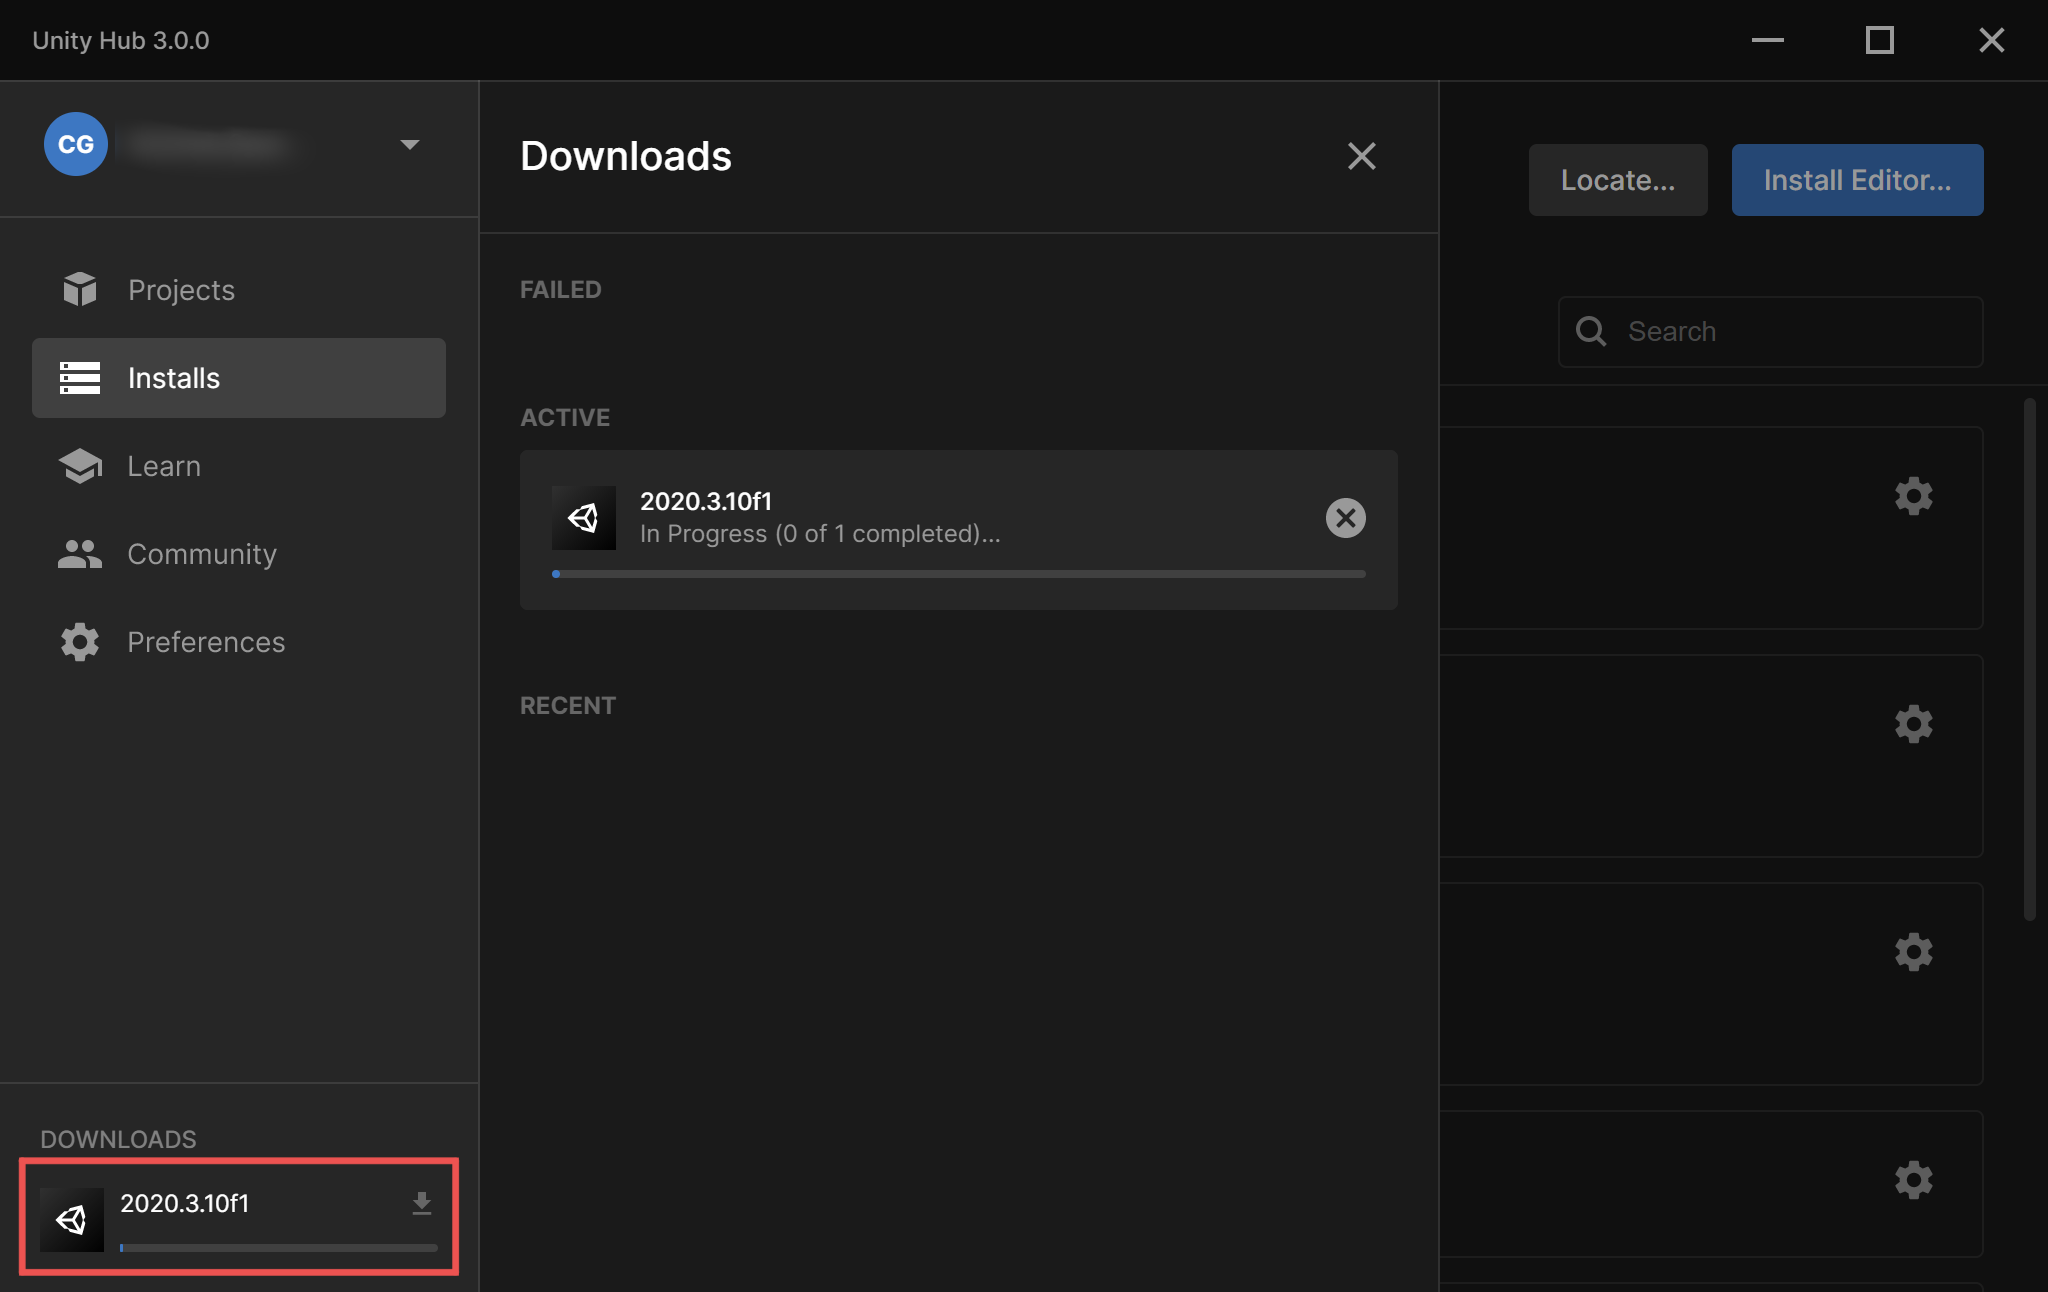 Unity Hub 3.0.0
CG
Projects
Installs
Learn
Community
Preferences
DOWNLOADS
2020.3.10f1
Downloads
FAILED
ACTIVE
2020.3.10f1
In Progress (0 of 1 completed)...
RECENT
Locate...
Install Editor...
Search